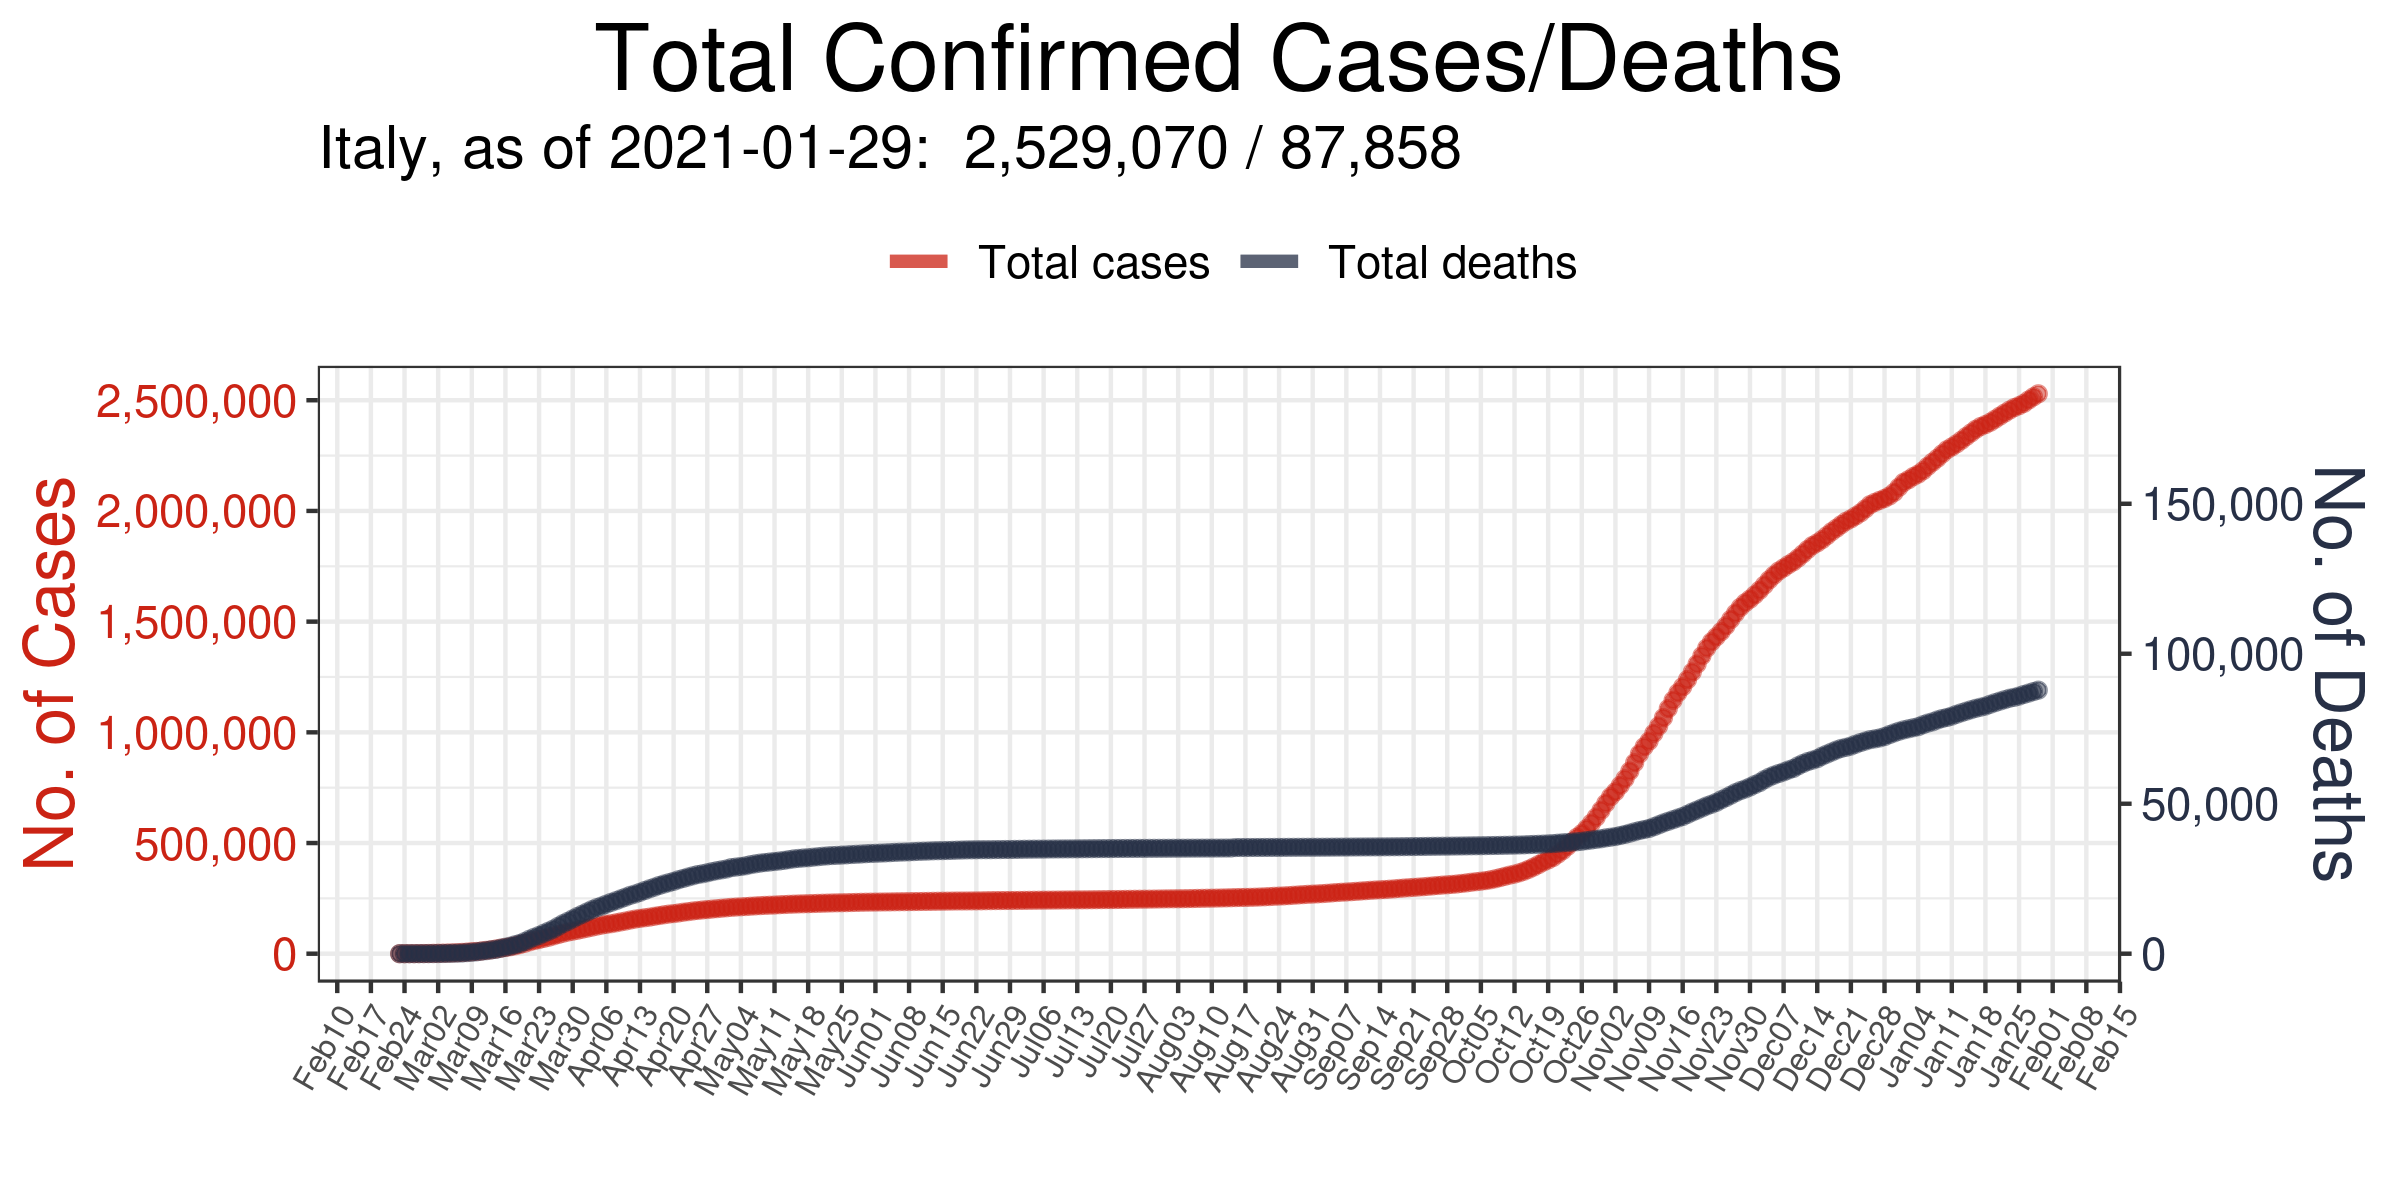 Total Confirmed Cases/Deaths
Italy, as of 2021-01-29:  2,529,070 / 87,858
Total cases
Total deaths
No. of Cases
2,500,000
2,000,000
1,500,000
1,000,000
500,000
0
150,000
100,000
50,000
0
No. of Deaths
Feb10
Feb17
Feb24
Mar02
Mar09
Mar16
Mar23
Mar30
Apr06
Apr13
Apr20
Apr27
May04
May11
May18
May25
Jun01
Jun08
Jun15
Jun22
Jun29
Jul06
Jul13
Jul20
Jul27
Aug03
Aug10
Aug17
Aug24
Aug31
Sep07
Sep14
Sep21
Sep28
Oct05
Oct12
Oct19
Oct26
Nov02
Nov09
Nov16
Nov23
Nov30
Dec07
Dec14
Dec21
Dec28
Jan04
Jan11
Jan18
Jan25
Feb01
Feb08
Feb15